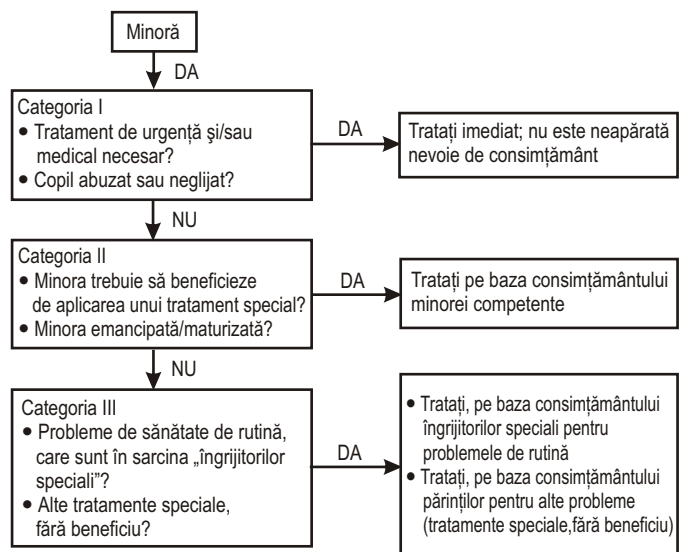 Minoră
DA
Categoria I
• Tratament de urgență şi/sau
medical necesar?
• Copil abuzat sau neglijat?
DA
Tratați imediat; nu este neapărată
nevoie de consimțământ
NU
Categoria II
• Minora trebuie să beneficieze
de aplicarea unui tratament special?
• Minora emancipată/maturizată?
DA
Tratați pe baza consimțământului
minorei competente
NU
Categoria III
• Probleme de sănătate de rutină,
care sunt în sarcina „îngrijitorilor
speciali”?
• Alte tratamente speciale,
fără beneficiu?
DA
• Tratați, pe baza consimțământului
îngrijitorilor speciali pentru
problemele de rutină
• Tratați, pe baza consimțământului
părinților pentru alte probleme
(tratamente speciale,fără beneficiu)